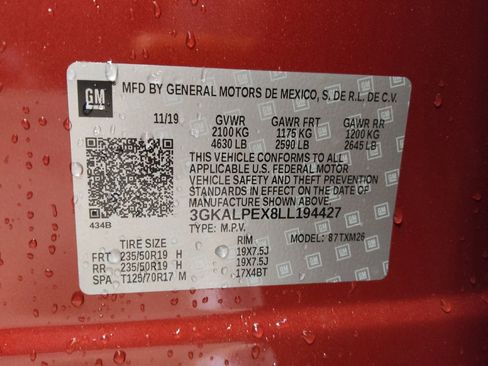 GM
MFD BY GENERAL MOTORS DE MEXICO, S. DE R.L, DE C.V.
11/19 GVWR GAWR FRT GAWR RR
2100 KG 1175 KG 1200 KG
4630 LB 2590 LB 2645 LB
THIS VEHICLE CONFORMS TO ALL
APPLICABLE U.S. FEDERAL MOTOR
VEHICLE SAFETY AND THEFT PREVENTION
STANDARDS IN EFFECT ON THE DATE OF
MANUFACTURE SHOWN ABOVE.
3GKALPEX8LL194427
434B
TYPE: M.P.V. MODEL: 87TXM26
TIRE SIZE RIM
FRT 235/50R19 H 19X7.5J
RR 235/50R19 H 19X7.5J
SPA T129/70R17 M 17X4BT